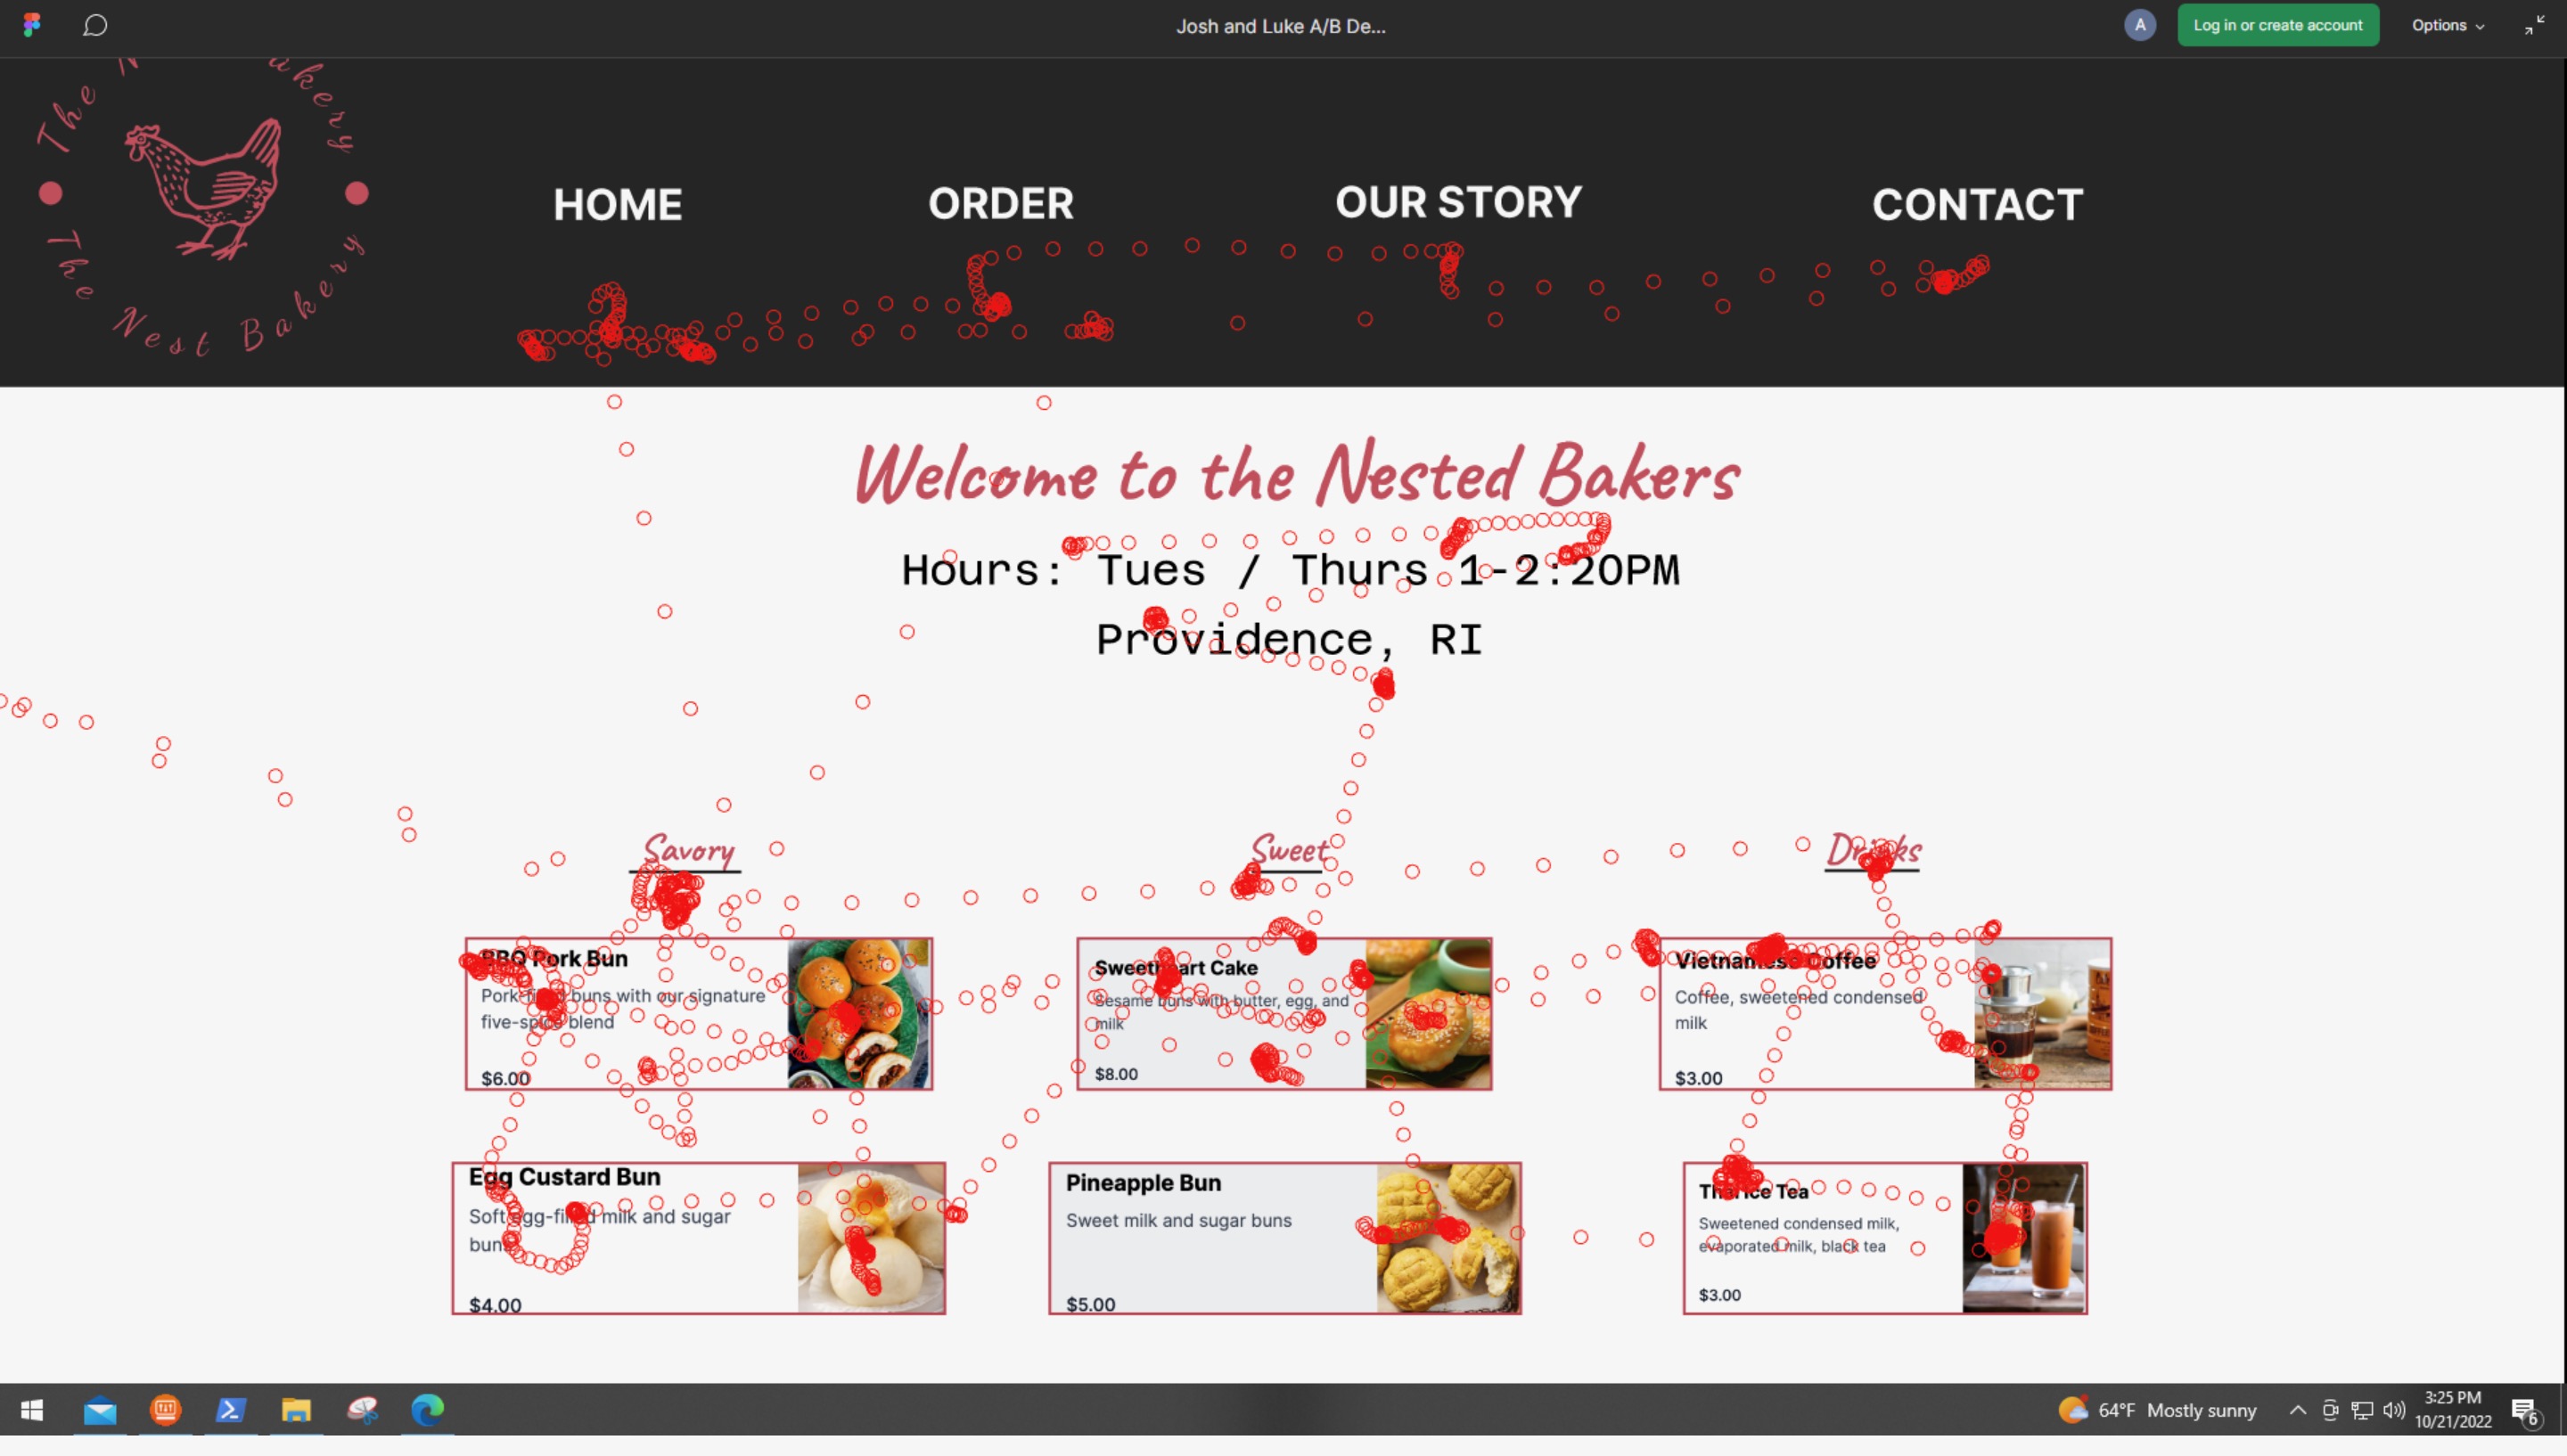 Josh and Luke A/B De...
A
Log in or create account
Options
The N akery
The Nest Bakery
HOME
ORDER
OUR STORY
CONTACT
Welcome to the Nested Bakers
Hours: Tues / Thurs 1-2:20PM
Providence, RI
Savory
Sweet
Drinks
BBQ Pork Bun
Pork-filled buns with our signature
five-spice blend
$6.00
Sweetheart Cake
Sesame buns with butter, egg, and
milk
$8.00
Vietnamese Coffee
Coffee, sweetened condensed
milk
$3.00
Egg Custard Bun
Soft egg-filled milk and sugar
buns
$4.00
Pineapple Bun
Sweet milk and sugar buns
$5.00
Thai Ice Tea
Sweetened condensed milk,
evaporated milk, black tea
$3.00
64°F Mostly sunny
3:25 PM
10/21/2022
6